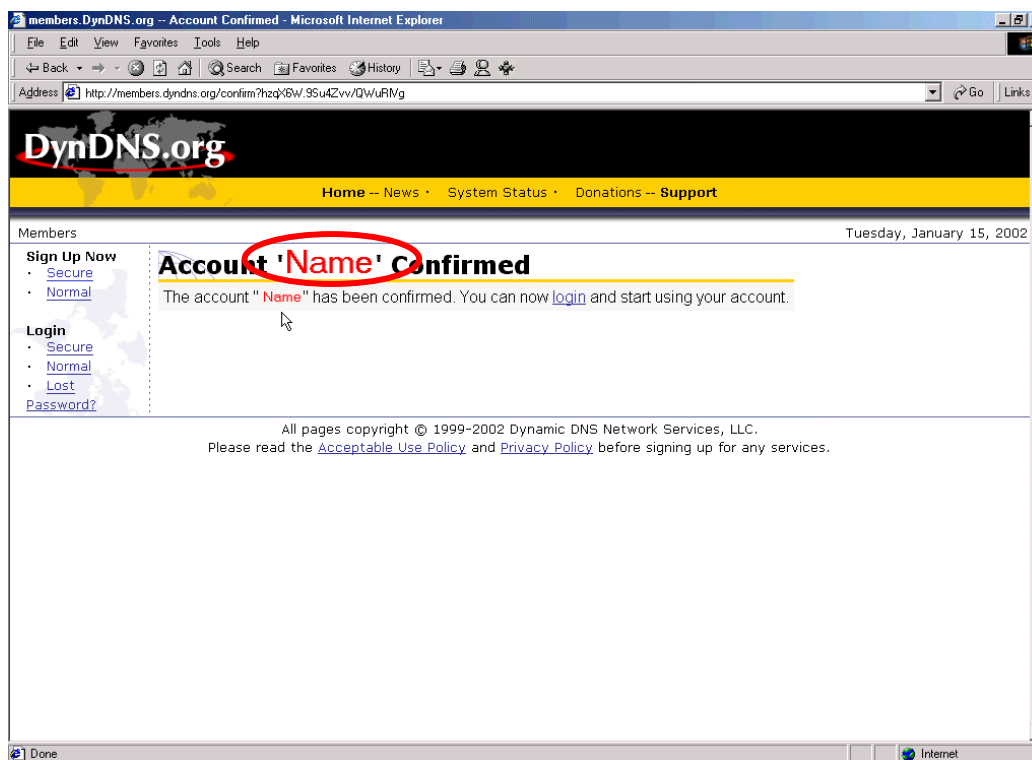 members.DynDNS.org -- Account Confirmed - Microsoft Internet Explorer
File Edit View Favorites Tools Help
Back Search Favorites History
Address http://members.dyndns.org/confirm?hzqX6W.9Su4Zvv/QWuRlVg Go Links
DynDNS.org
Home -- News · System Status · Donations -- Support
Members Tuesday, January 15, 2002
Sign Up Now
· Secure
· Normal
Login
· Secure
· Normal
· Lost
Password?
Account 'Name' Confirmed
The account " Name" has been confirmed. You can now login and start using your account.
All pages copyright © 1999-2002 Dynamic DNS Network Services, LLC.
Please read the Acceptable Use Policy and Privacy Policy before signing up for any services.
Done Internet